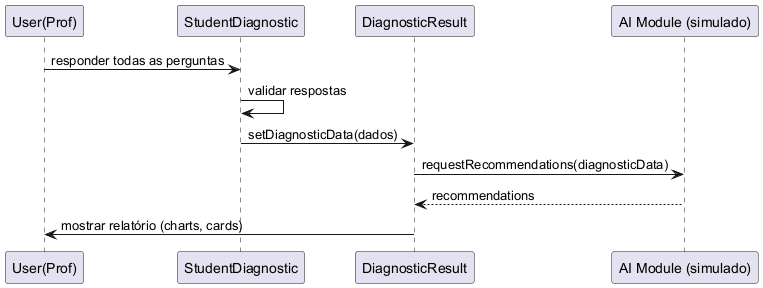 User(Prof)
StudentDiagnostic
DiagnosticResult
AI Module (simulado)
responder todas as perguntas
validar respostas
setDiagnosticData(dados)
requestRecommendations(diagnosticData)
recommendations
mostrar relatório (charts, cards)
User(Prof)
StudentDiagnostic
DiagnosticResult
AI Module (simulado)